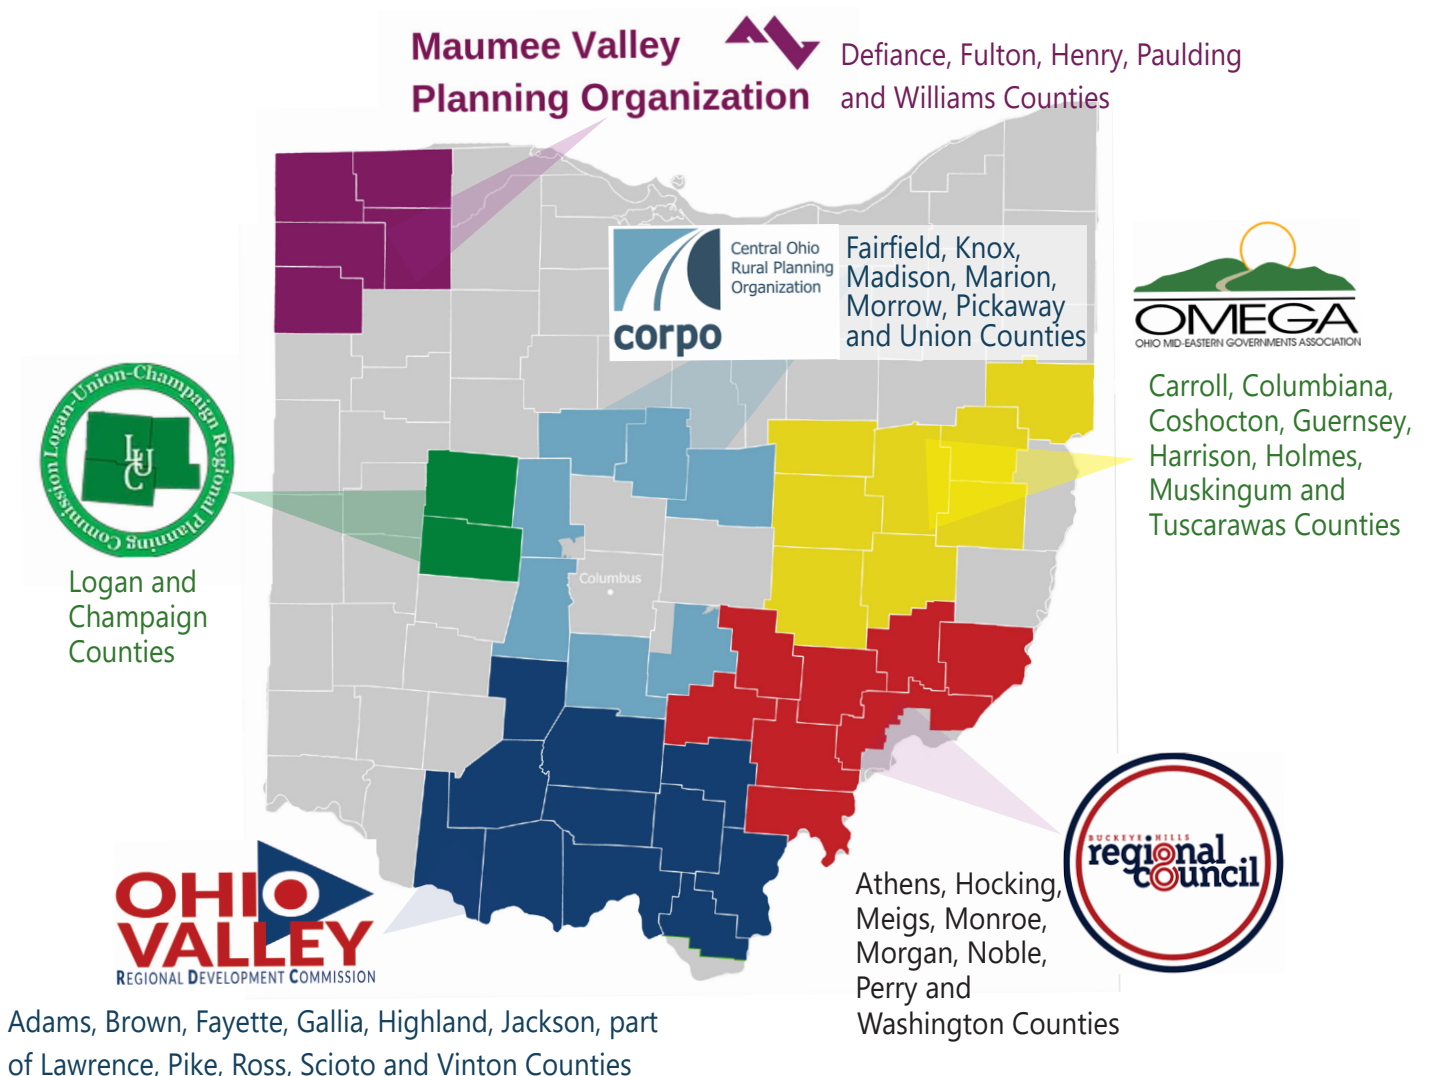 Maumee Valley
Planning Organization
Defiance, Fulton, Henry, Paulding
and Williams Counties
Central Ohio
Rural Planning
Organization
corpo
Fairfield, Knox,
Madison, Marion,
Morrow, Pickaway
and Union Counties
OMEGA
OHIO MID-EASTERN GOVERNMENTS ASSOCIATION
Carroll, Columbiana,
Coshocton, Guernsey,
Harrison, Holmes,
Muskingum and
Tuscarawas Counties
Logan-Union-Champaign Regional Planning Commission
LUC
Logan and
Champaign
Counties
Columbus
BUCKEYE HILLS
regional
council
Athens, Hocking,
Meigs, Monroe,
Morgan, Noble,
Perry and
Washington Counties
OHIO
VALLEY
REGIONAL DEVELOPMENT COMMISSION
Adams, Brown, Fayette, Gallia, Highland, Jackson, part
of Lawrence, Pike, Ross, Scioto and Vinton Counties